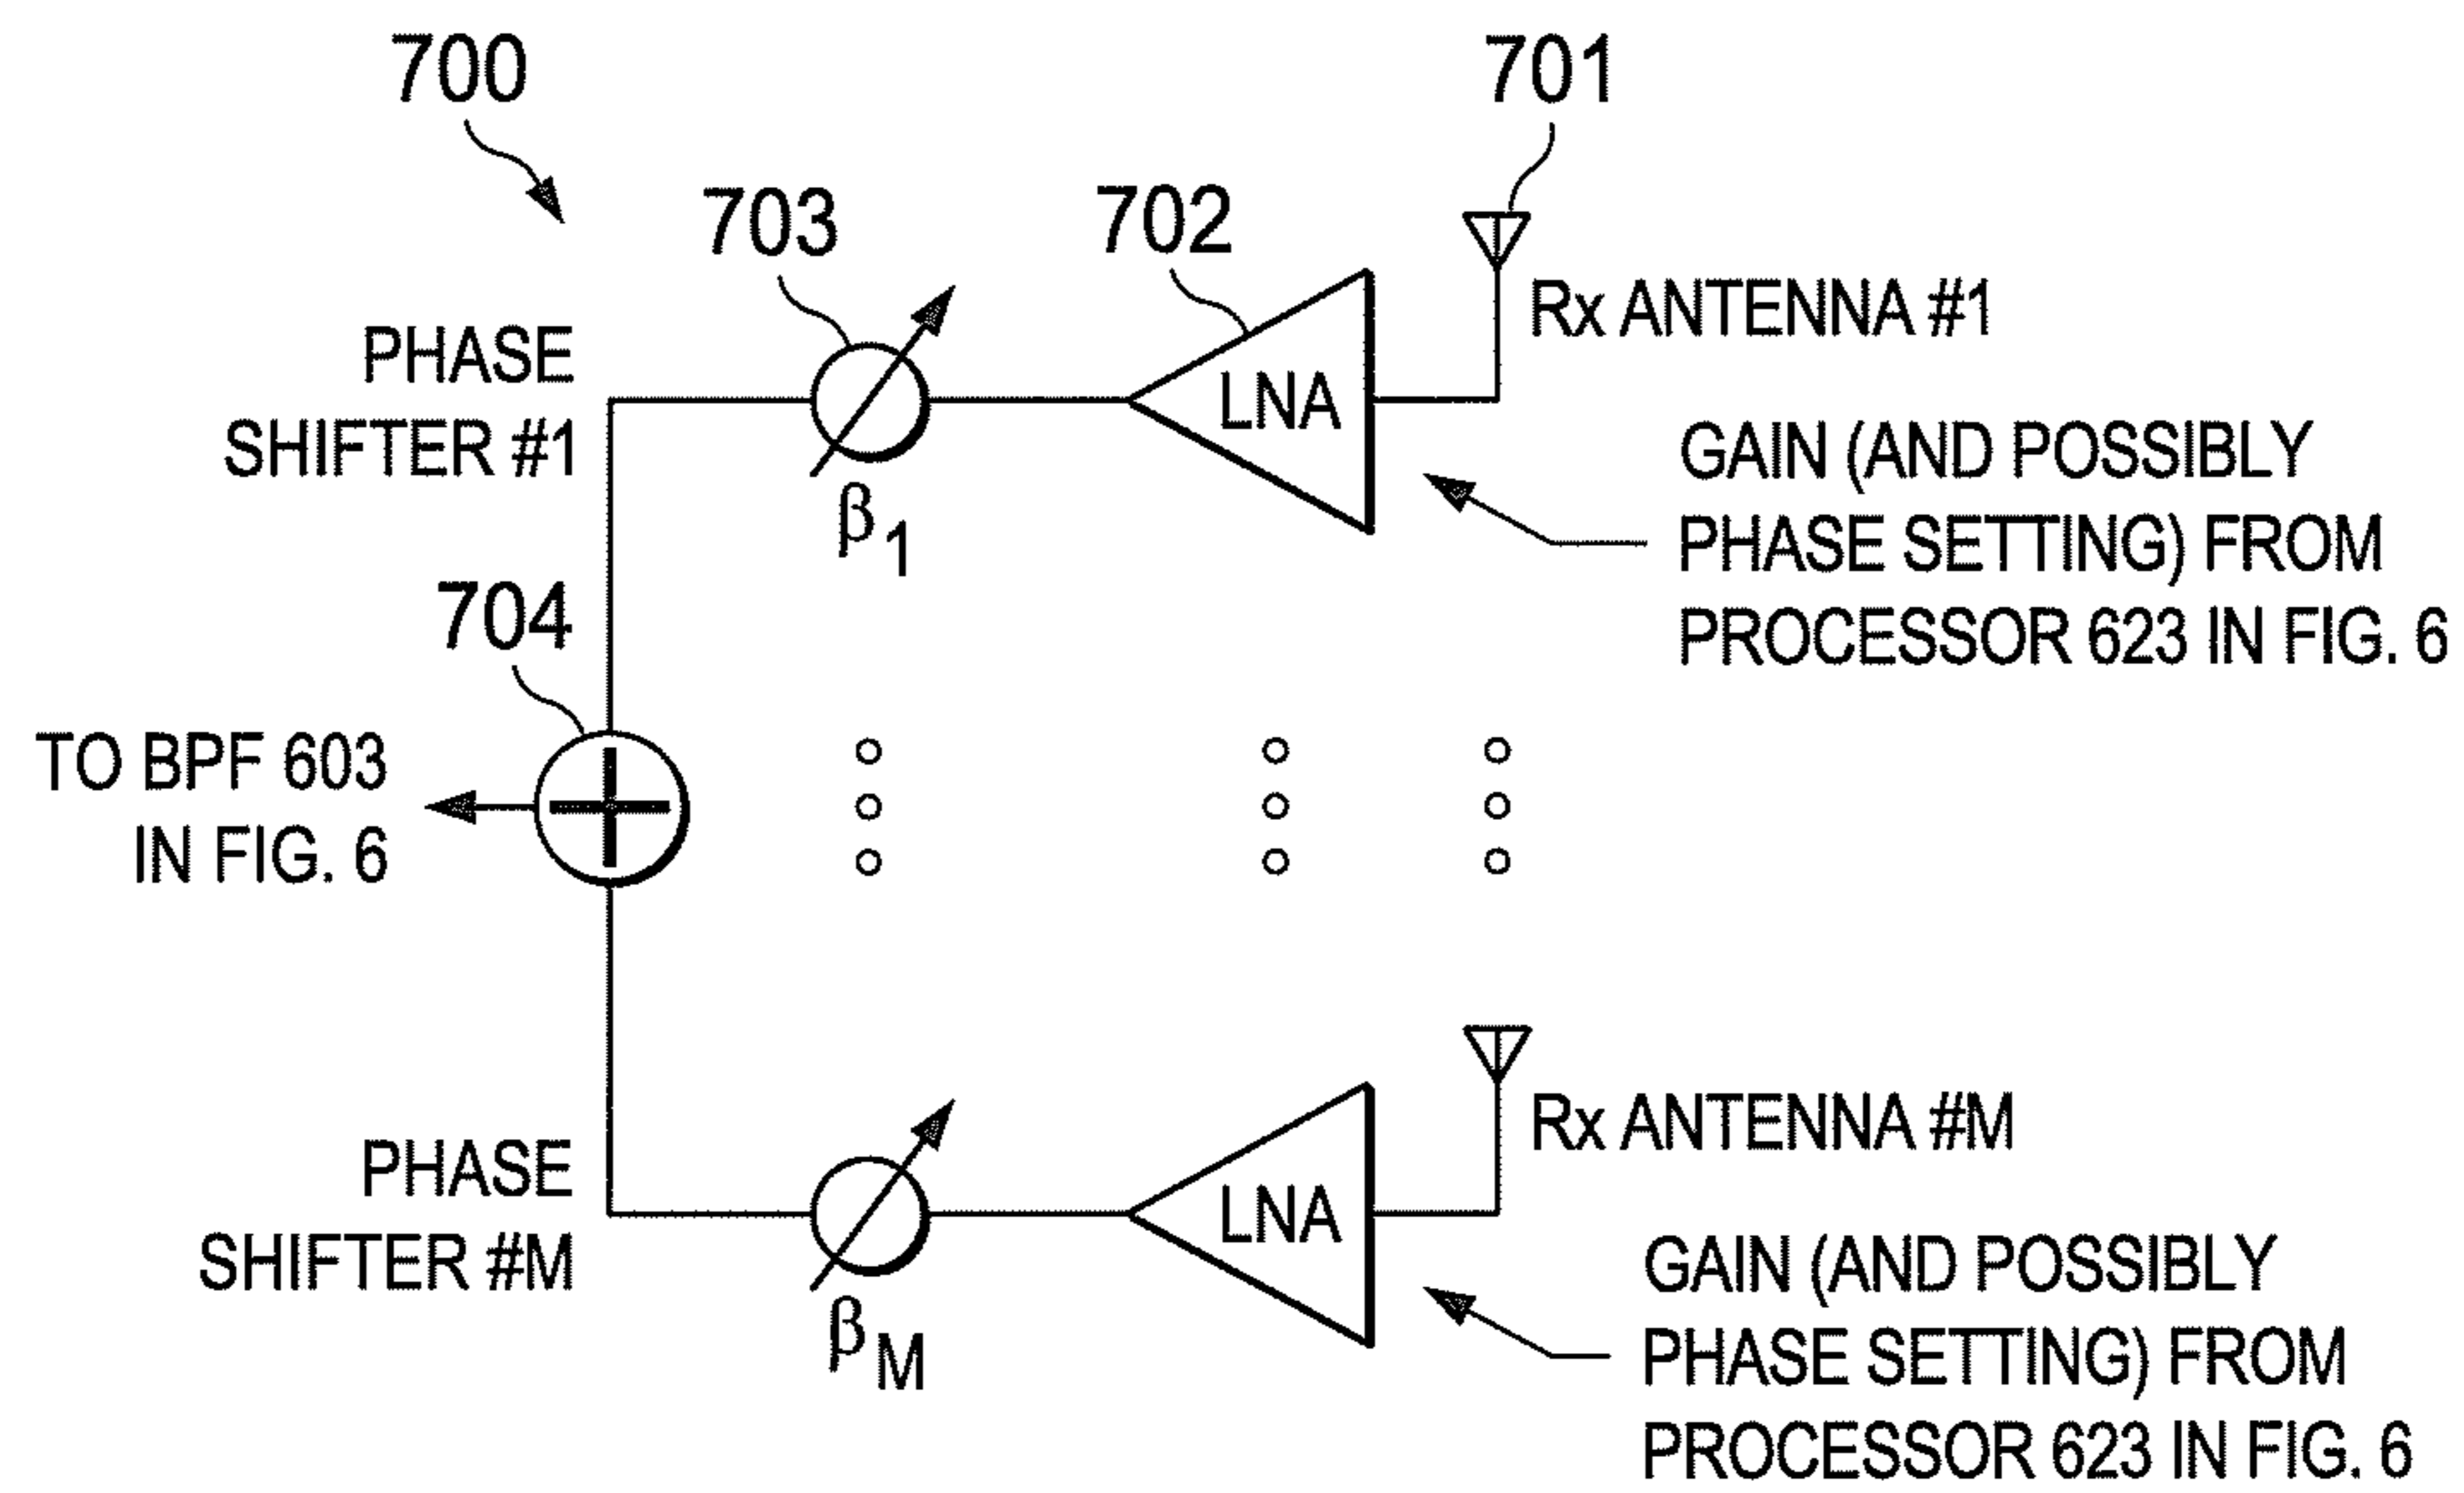 700
701
703
702
Rx ANTENNA #1
PHASE
SHIFTER #1
LNA
GAIN (AND POSSIBLY
PHASE SETTING) FROM
PROCESSOR 623 IN FIG. 6
β1
704
TO BPF 603
IN FIG. 6
Rx ANTENNA #M
PHASE
SHIFTER #M
LNA
GAIN (AND POSSIBLY
PHASE SETTING) FROM
PROCESSOR 623 IN FIG. 6
βM